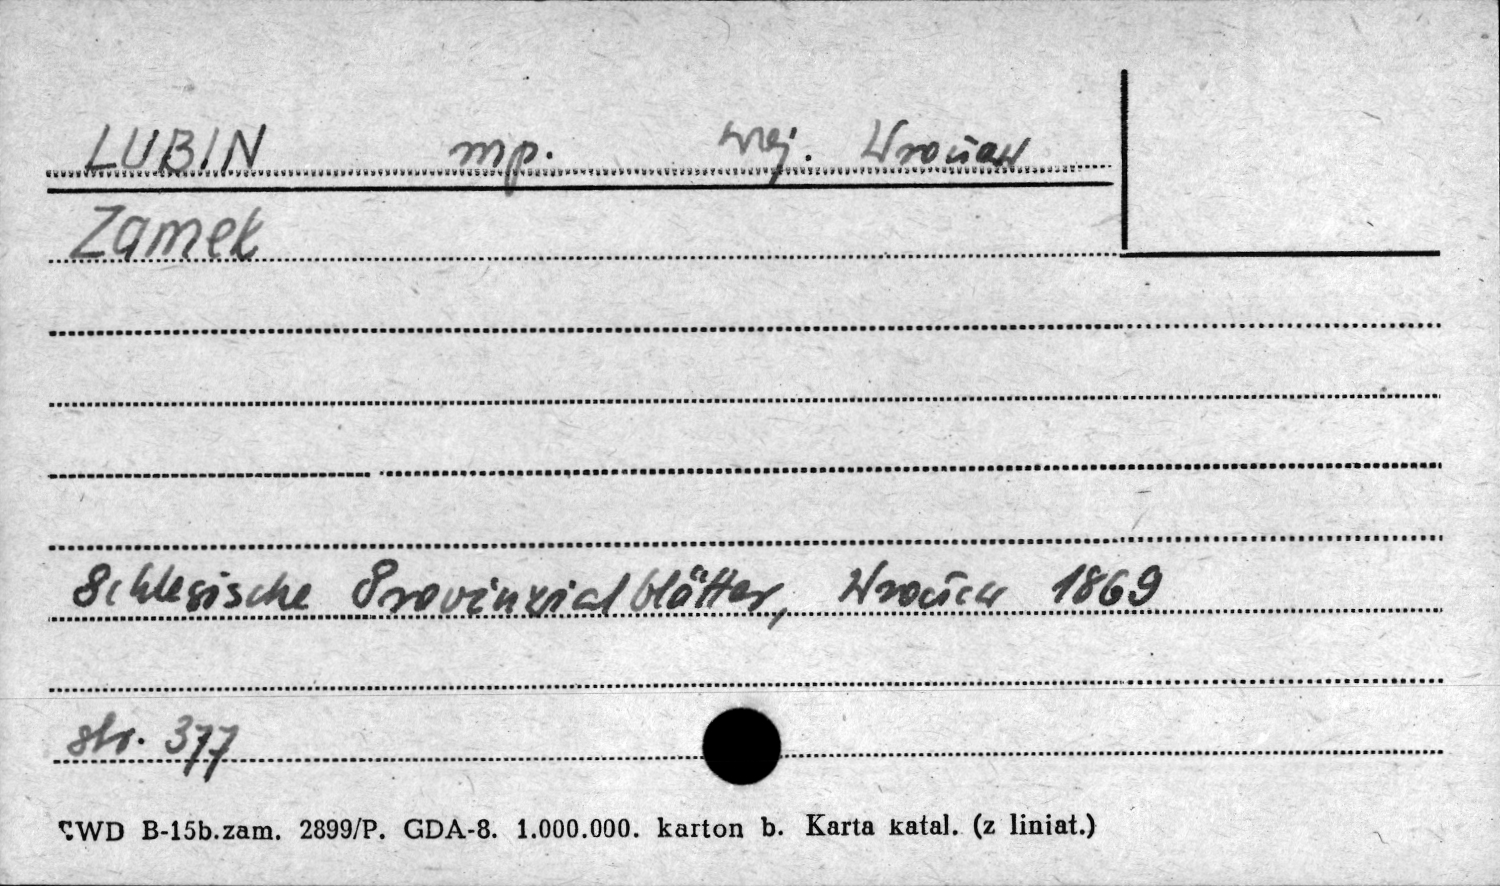 LUBIN mp. woj. Wrocław
Zamek
Schlesische Provinzialblätter, Wrocław 1869
str. 377
CWD B-15b.zam. 2899/P. GDA-8. 1.000.000. karton b. Karta katal. (z liniat.)